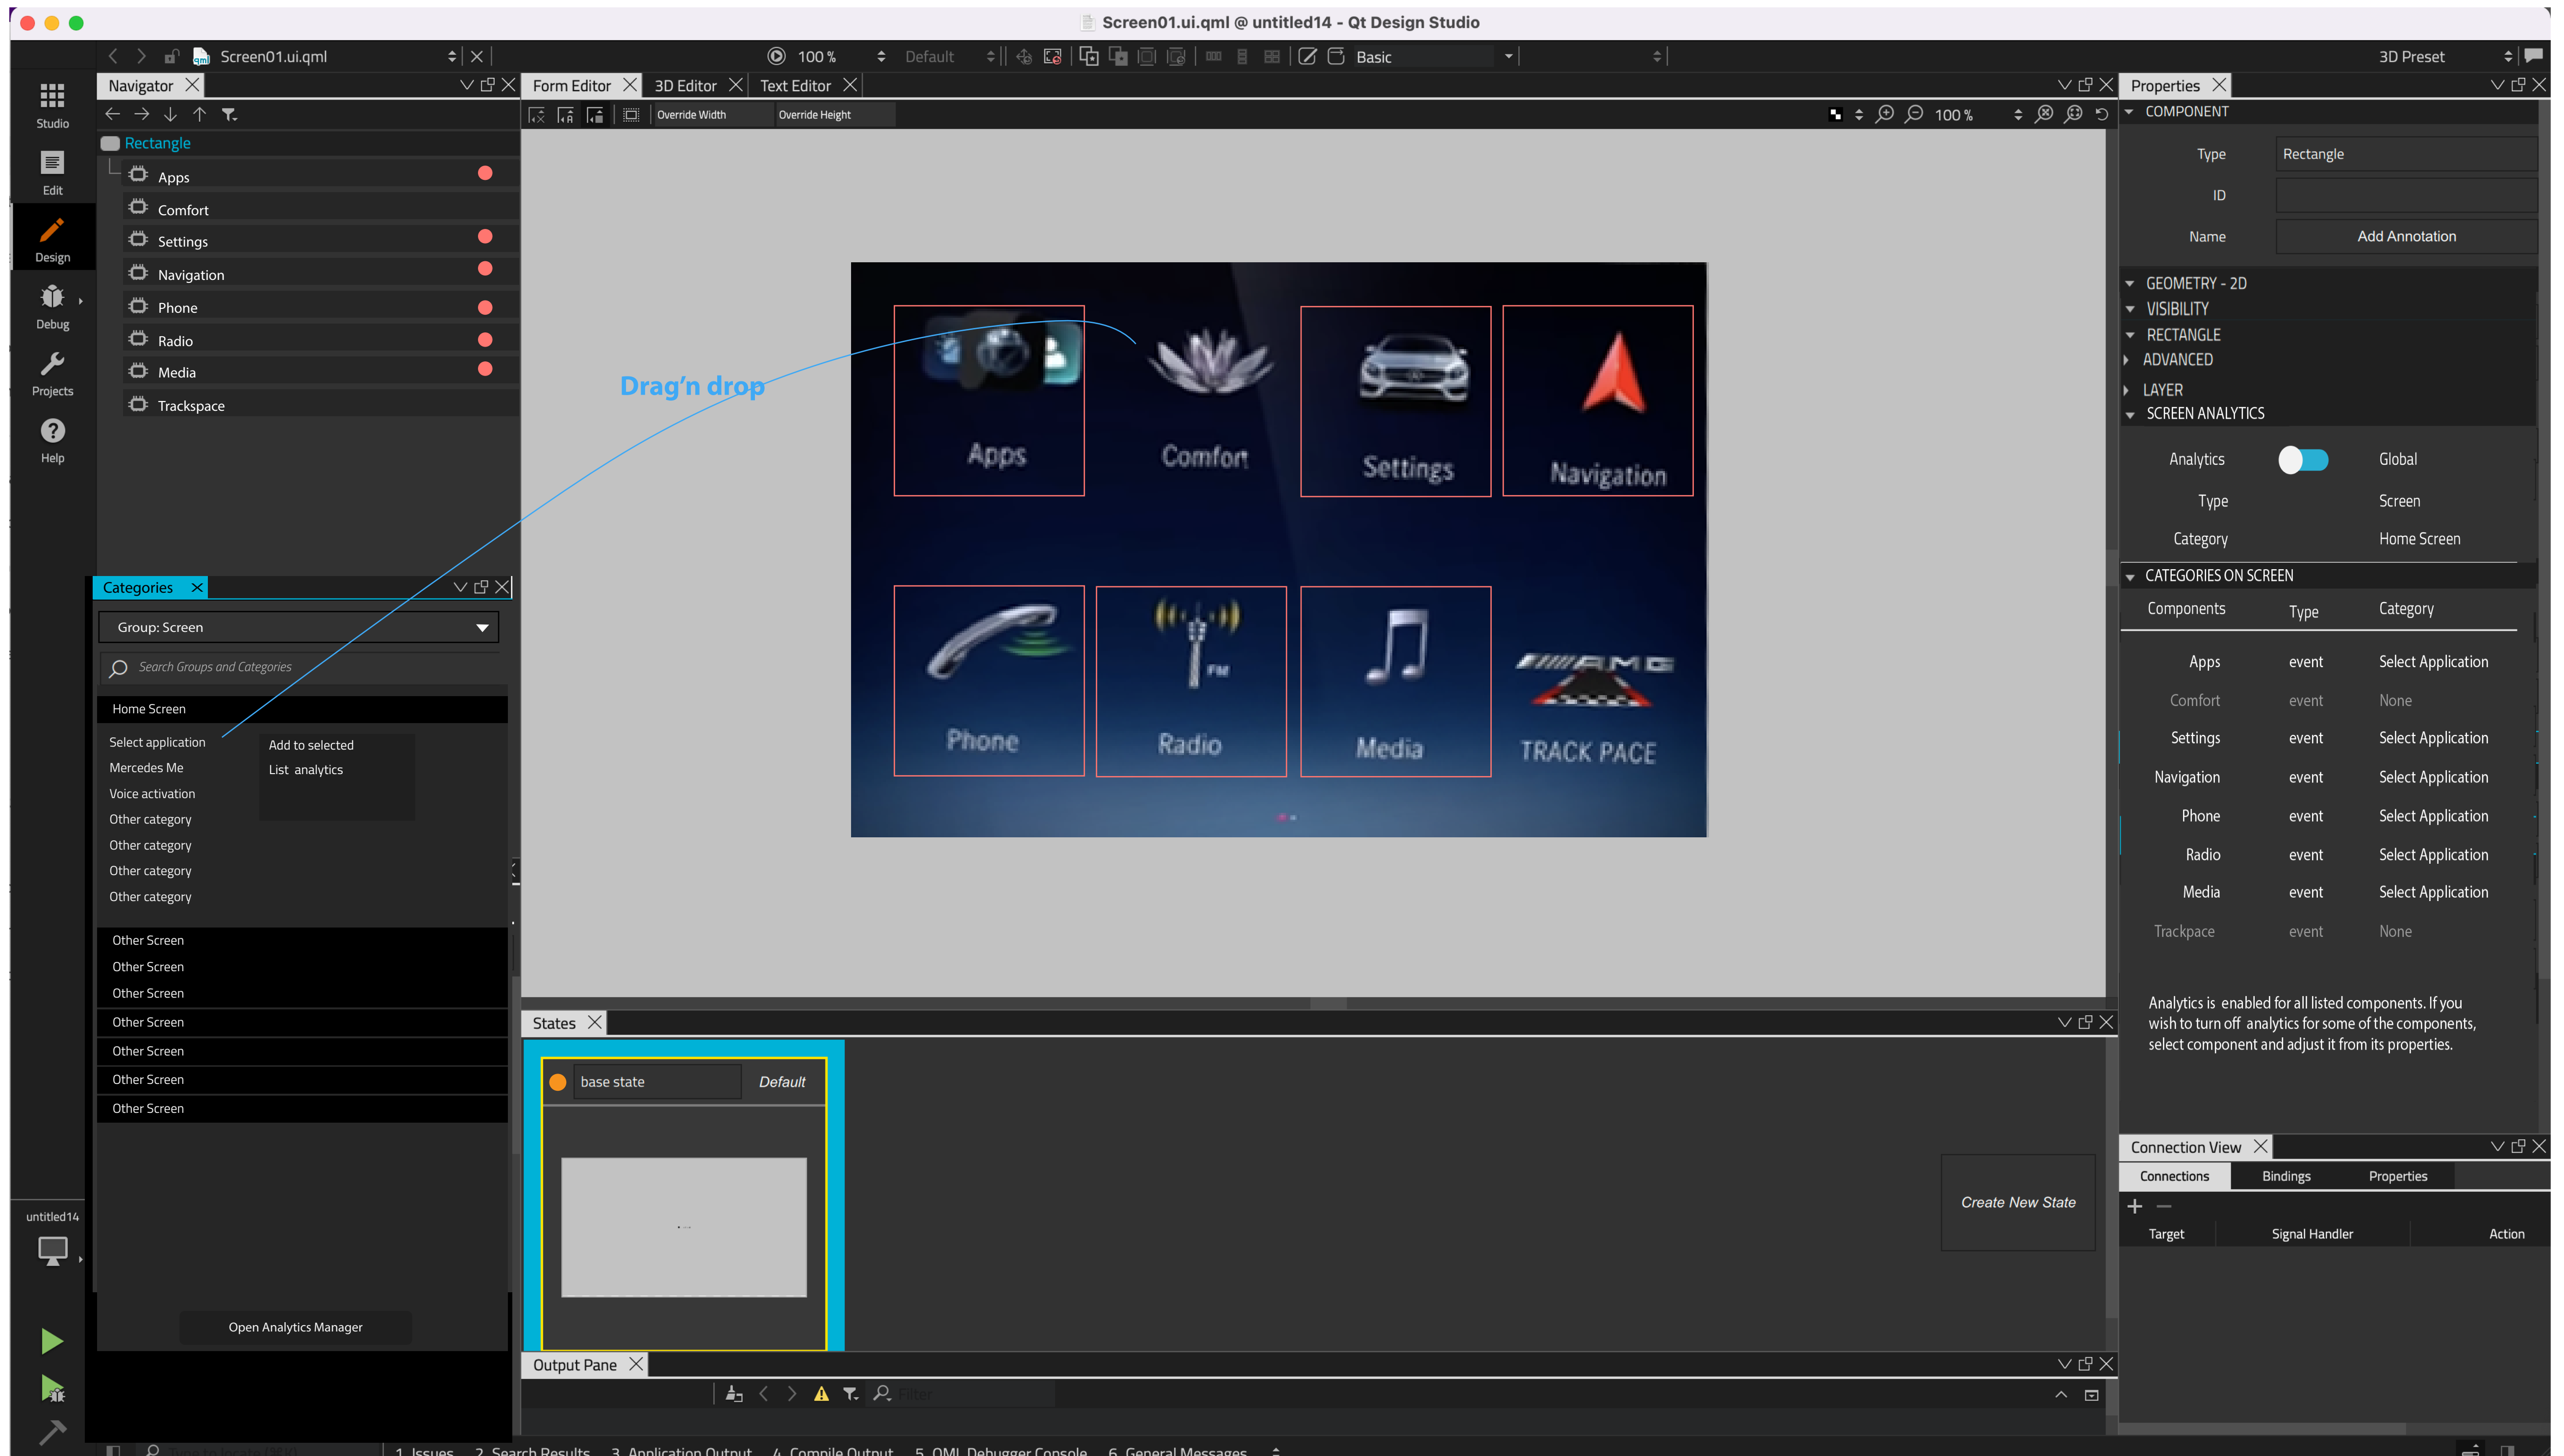 Screen01.ui.qml @ untitled14 - Qt Design Studio
Screen01.ui.qml
100 %
Default
Basic
3D Preset
Studio
Edit
Design
Debug
Projects
Help
Navigator
Rectangle
Apps
Comfort
Settings
Navigation
Phone
Radio
Media
Trackspace
Categories
Group: Screen
Search Groups and Categories
Home Screen
Select application
Mercedes Me
Voice activation
Other category
Other category
Other category
Other category
Add to selected
List analytics
Other Screen
Other Screen
Other Screen
Other Screen
Other Screen
Other Screen
Other Screen
Open Analytics Manager
untitled14
Form Editor
3D Editor
Text Editor
Override Width
Override Height
100 %
Drag'n drop
Apps
Comfort
Settings
Navigation
Phone
FM
Radio
Media
AMG
TRACK PACE
States
base state
Default
Create New State
Output Pane
Filter
Properties
COMPONENT
Type
Rectangle
ID
Name
Add Annotation
GEOMETRY - 2D
VISIBILITY
RECTANGLE
ADVANCED
LAYER
SCREEN ANALYTICS
Analytics
Global
Type
Screen
Category
Home Screen
CATEGORIES ON SCREEN
Components Type Category
Apps event Select Application
Comfort event None
Settings event Select Application
Navigation event Select Application
Phone event Select Application
Radio event Select Application
Media event Select Application
Trackpace event None
Analytics is enabled for all listed components. If you
wish to turn off analytics for some of the components,
select component and adjust it from its properties.
Connection View
Connections
Bindings
Properties
Target
Signal Handler
Action
Type to locate (⌘K)
1 Issues
2 Search Results
3 Application Output
4 Compile Output
5 QML Debugger Console
6 General Messages